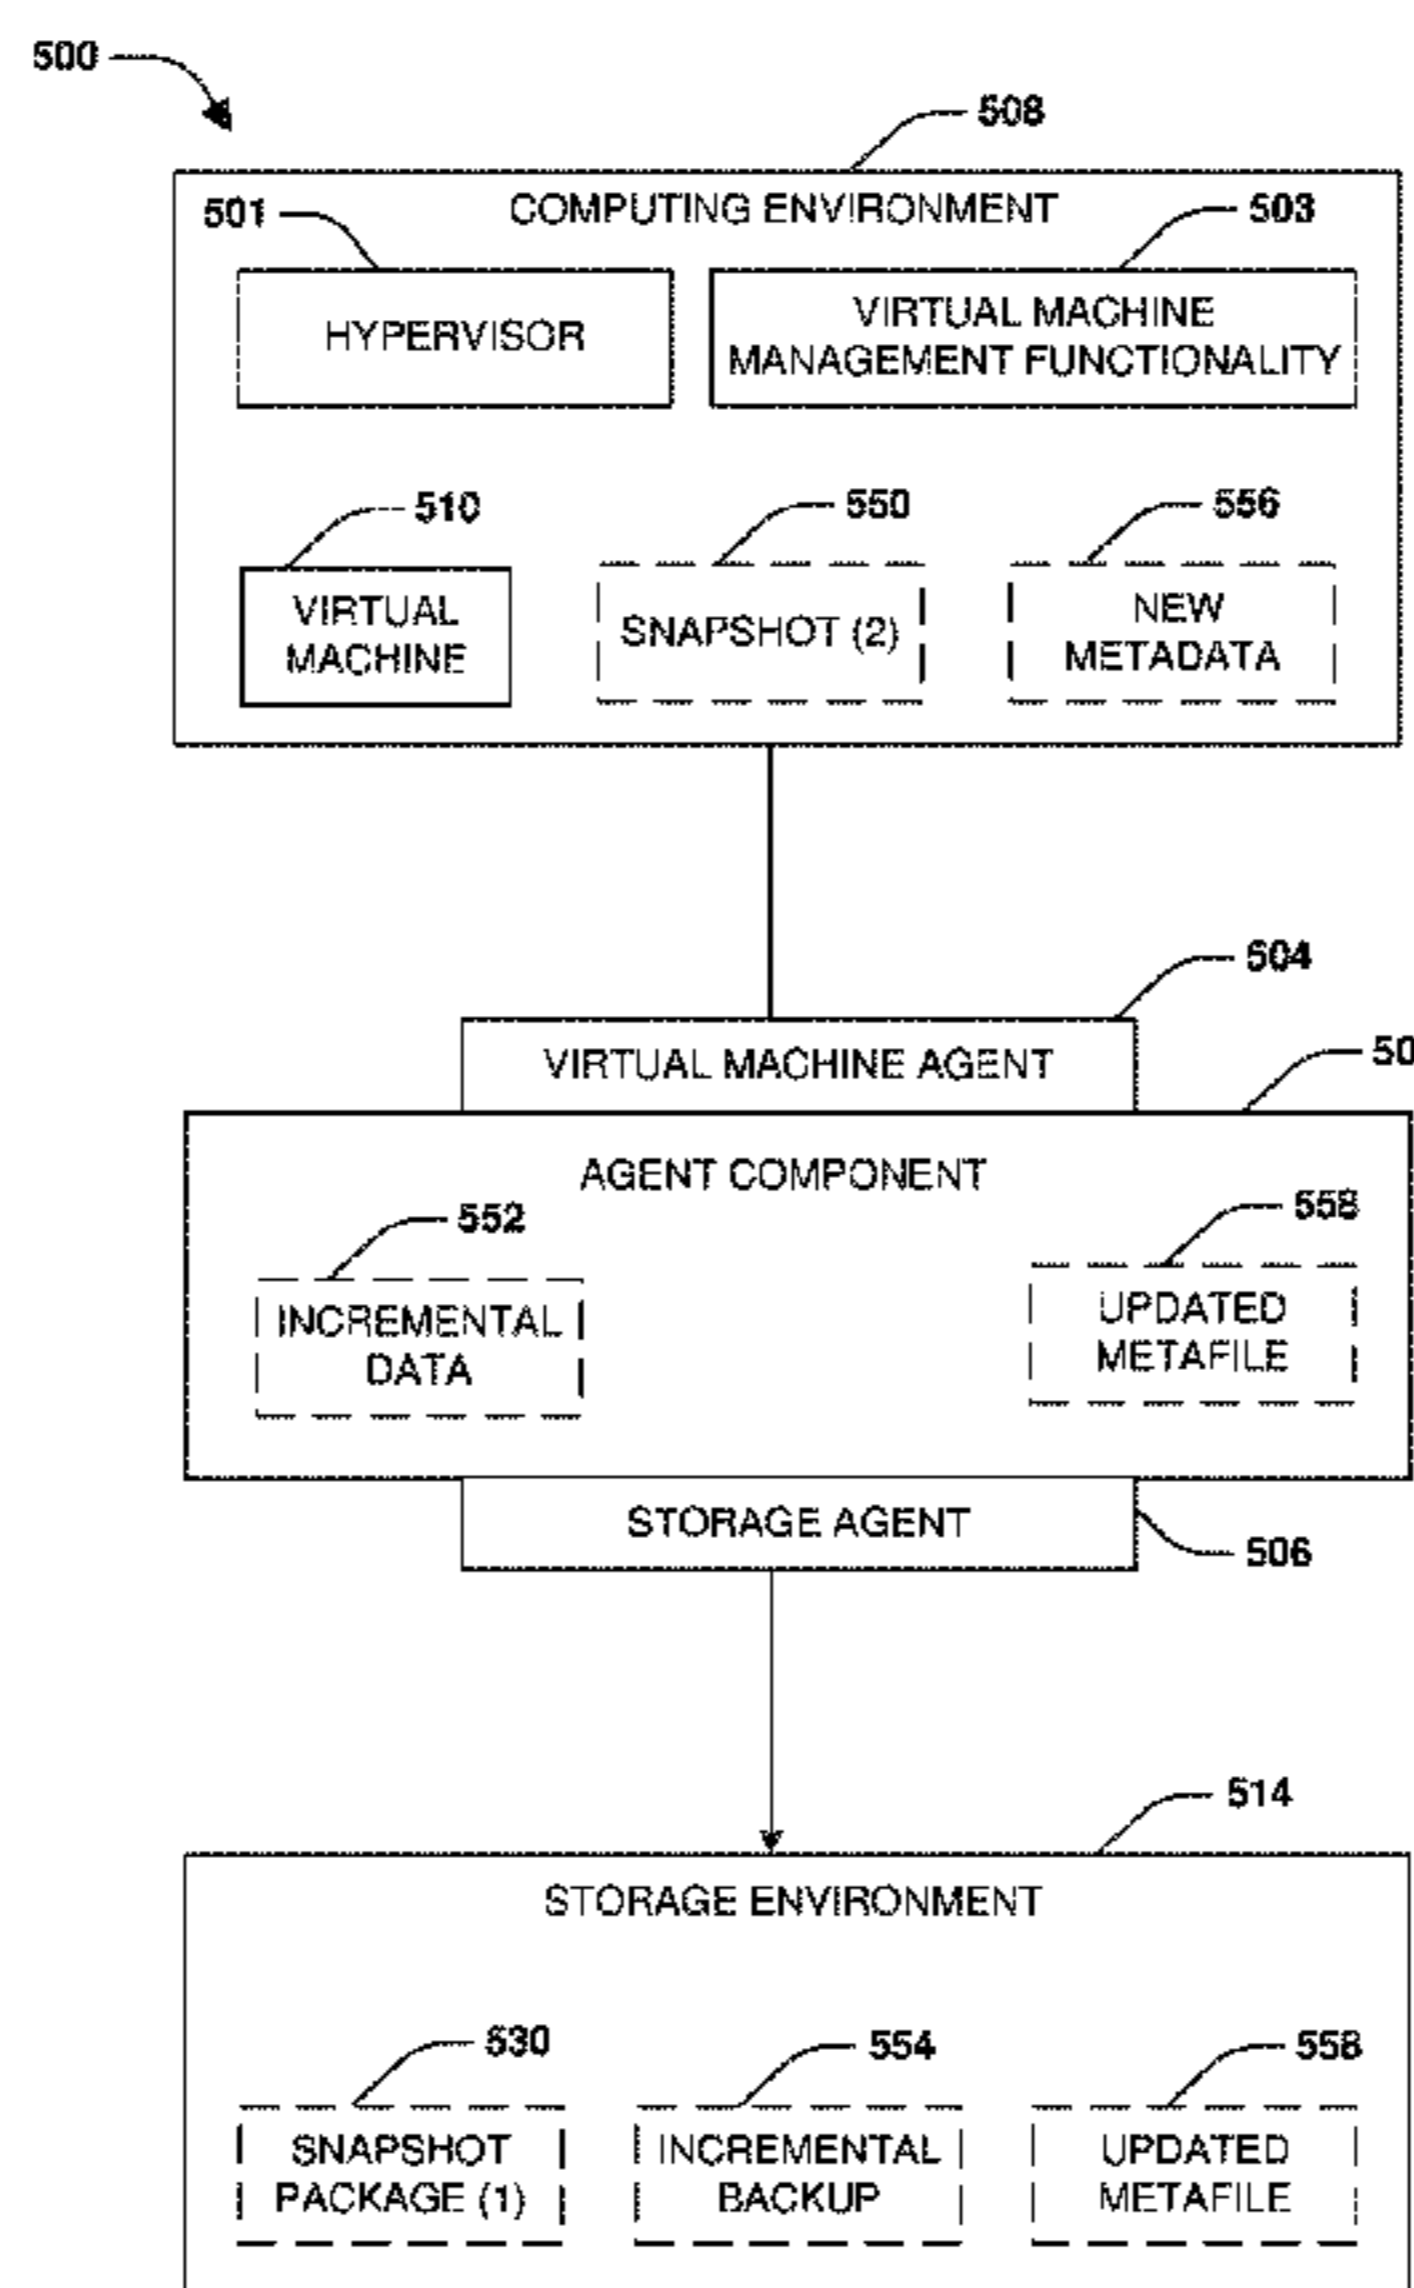 500
508
COMPUTING ENVIRONMENT
501
503
HYPERVISOR
VIRTUAL MACHINE
MANAGEMENT FUNCTIONALITY
510
550
556
VIRTUAL
MACHINE
SNAPSHOT (2)
NEW
METADATA
504
VIRTUAL MACHINE AGENT
50
AGENT COMPONENT
552
558
INCREMENTAL
DATA
UPDATED
METAFILE
STORAGE AGENT
506
514
STORAGE ENVIRONMENT
530
554
558
SNAPSHOT
PACKAGE (1)
INCREMENTAL
BACKUP
UPDATED
METAFILE